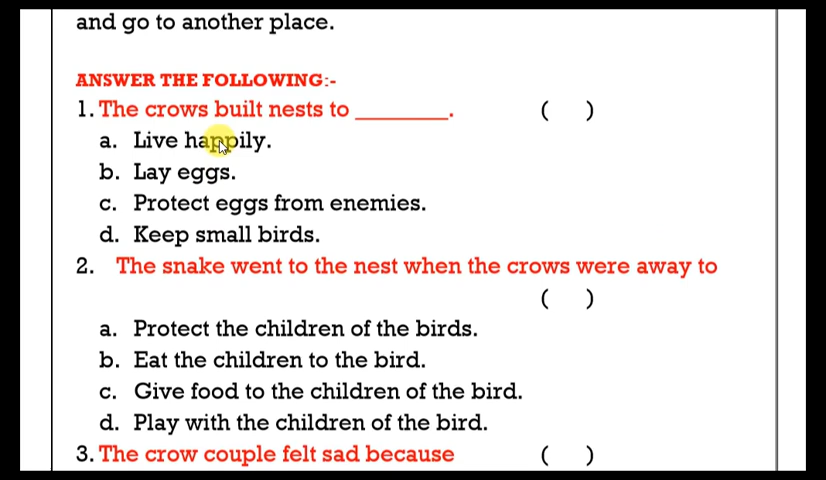 and go to another place.
ANSWER THE FOLLOWING:-
1. The crows built nests to ________. ( )
a. Live happily.
b. Lay eggs.
c. Protect eggs from enemies.
d. Keep small birds.
2. The snake went to the nest when the crows were away to
( )
a. Protect the children of the birds.
b. Eat the children to the bird.
c. Give food to the children of the bird.
d. Play with the children of the bird.
3. The crow couple felt sad because ( )